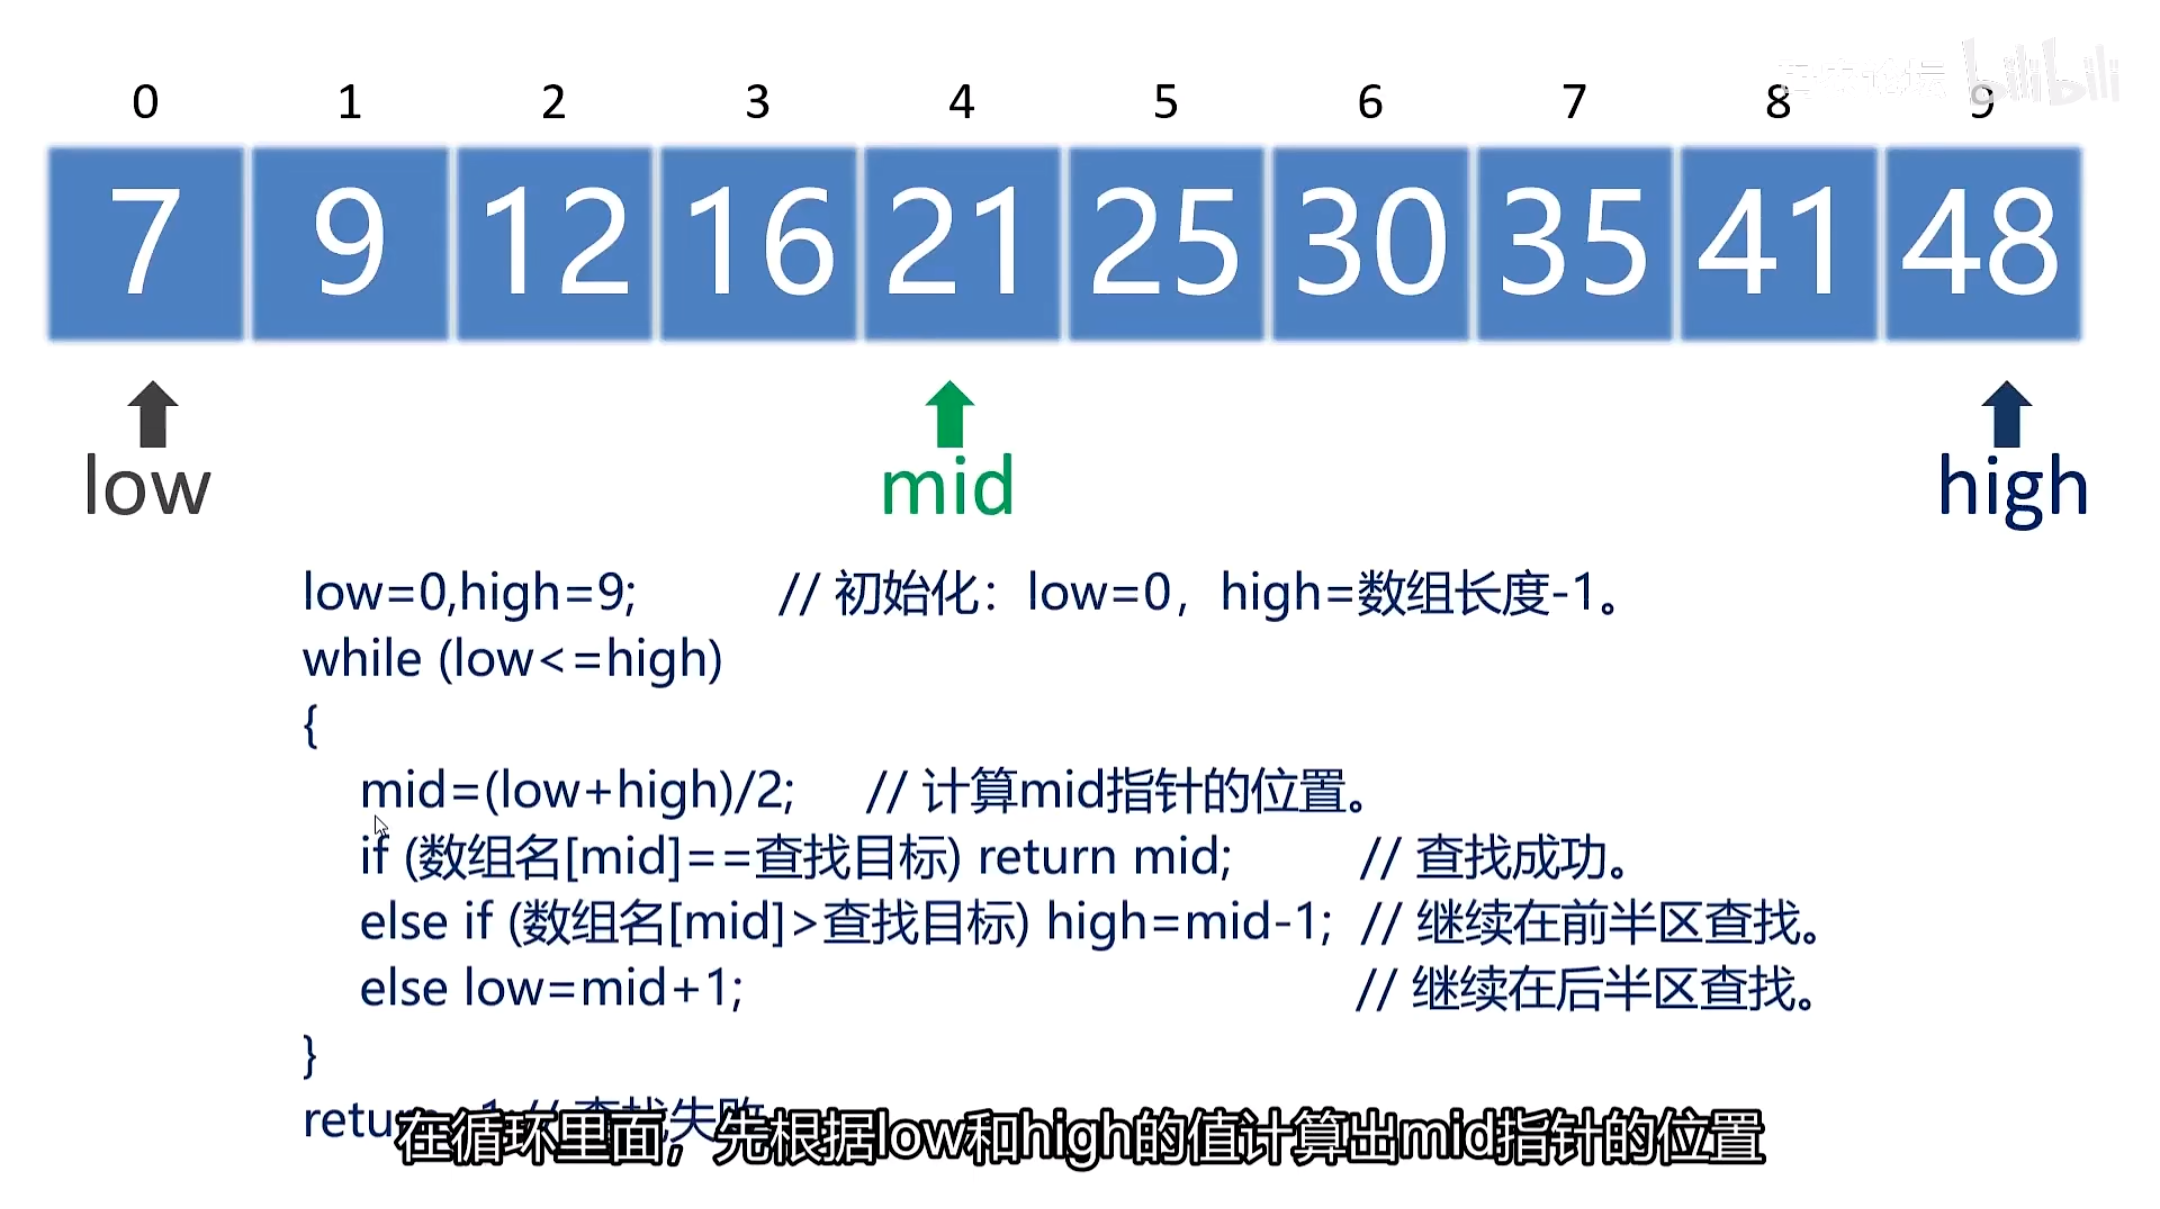 bilibili
0 1 2 3 4 5 6 7 8 9
7 9 12 16 21 25 30 35 41 48
low mid high
low=0,high=9; // 初始化：low=0，high=数组长度-1。
while (low<=high)
{
mid=(low+high)/2; // 计算mid指针的位置。
if (数组名[mid]==查找目标) return mid; // 查找成功。
else if (数组名[mid]>查找目标) high=mid-1; // 继续在前半区查找。
else low=mid+1; // 继续在后半区查找。
}
return -1; // 查找失败
在循环里面，先根据low和high的值计算出mid指针的位置